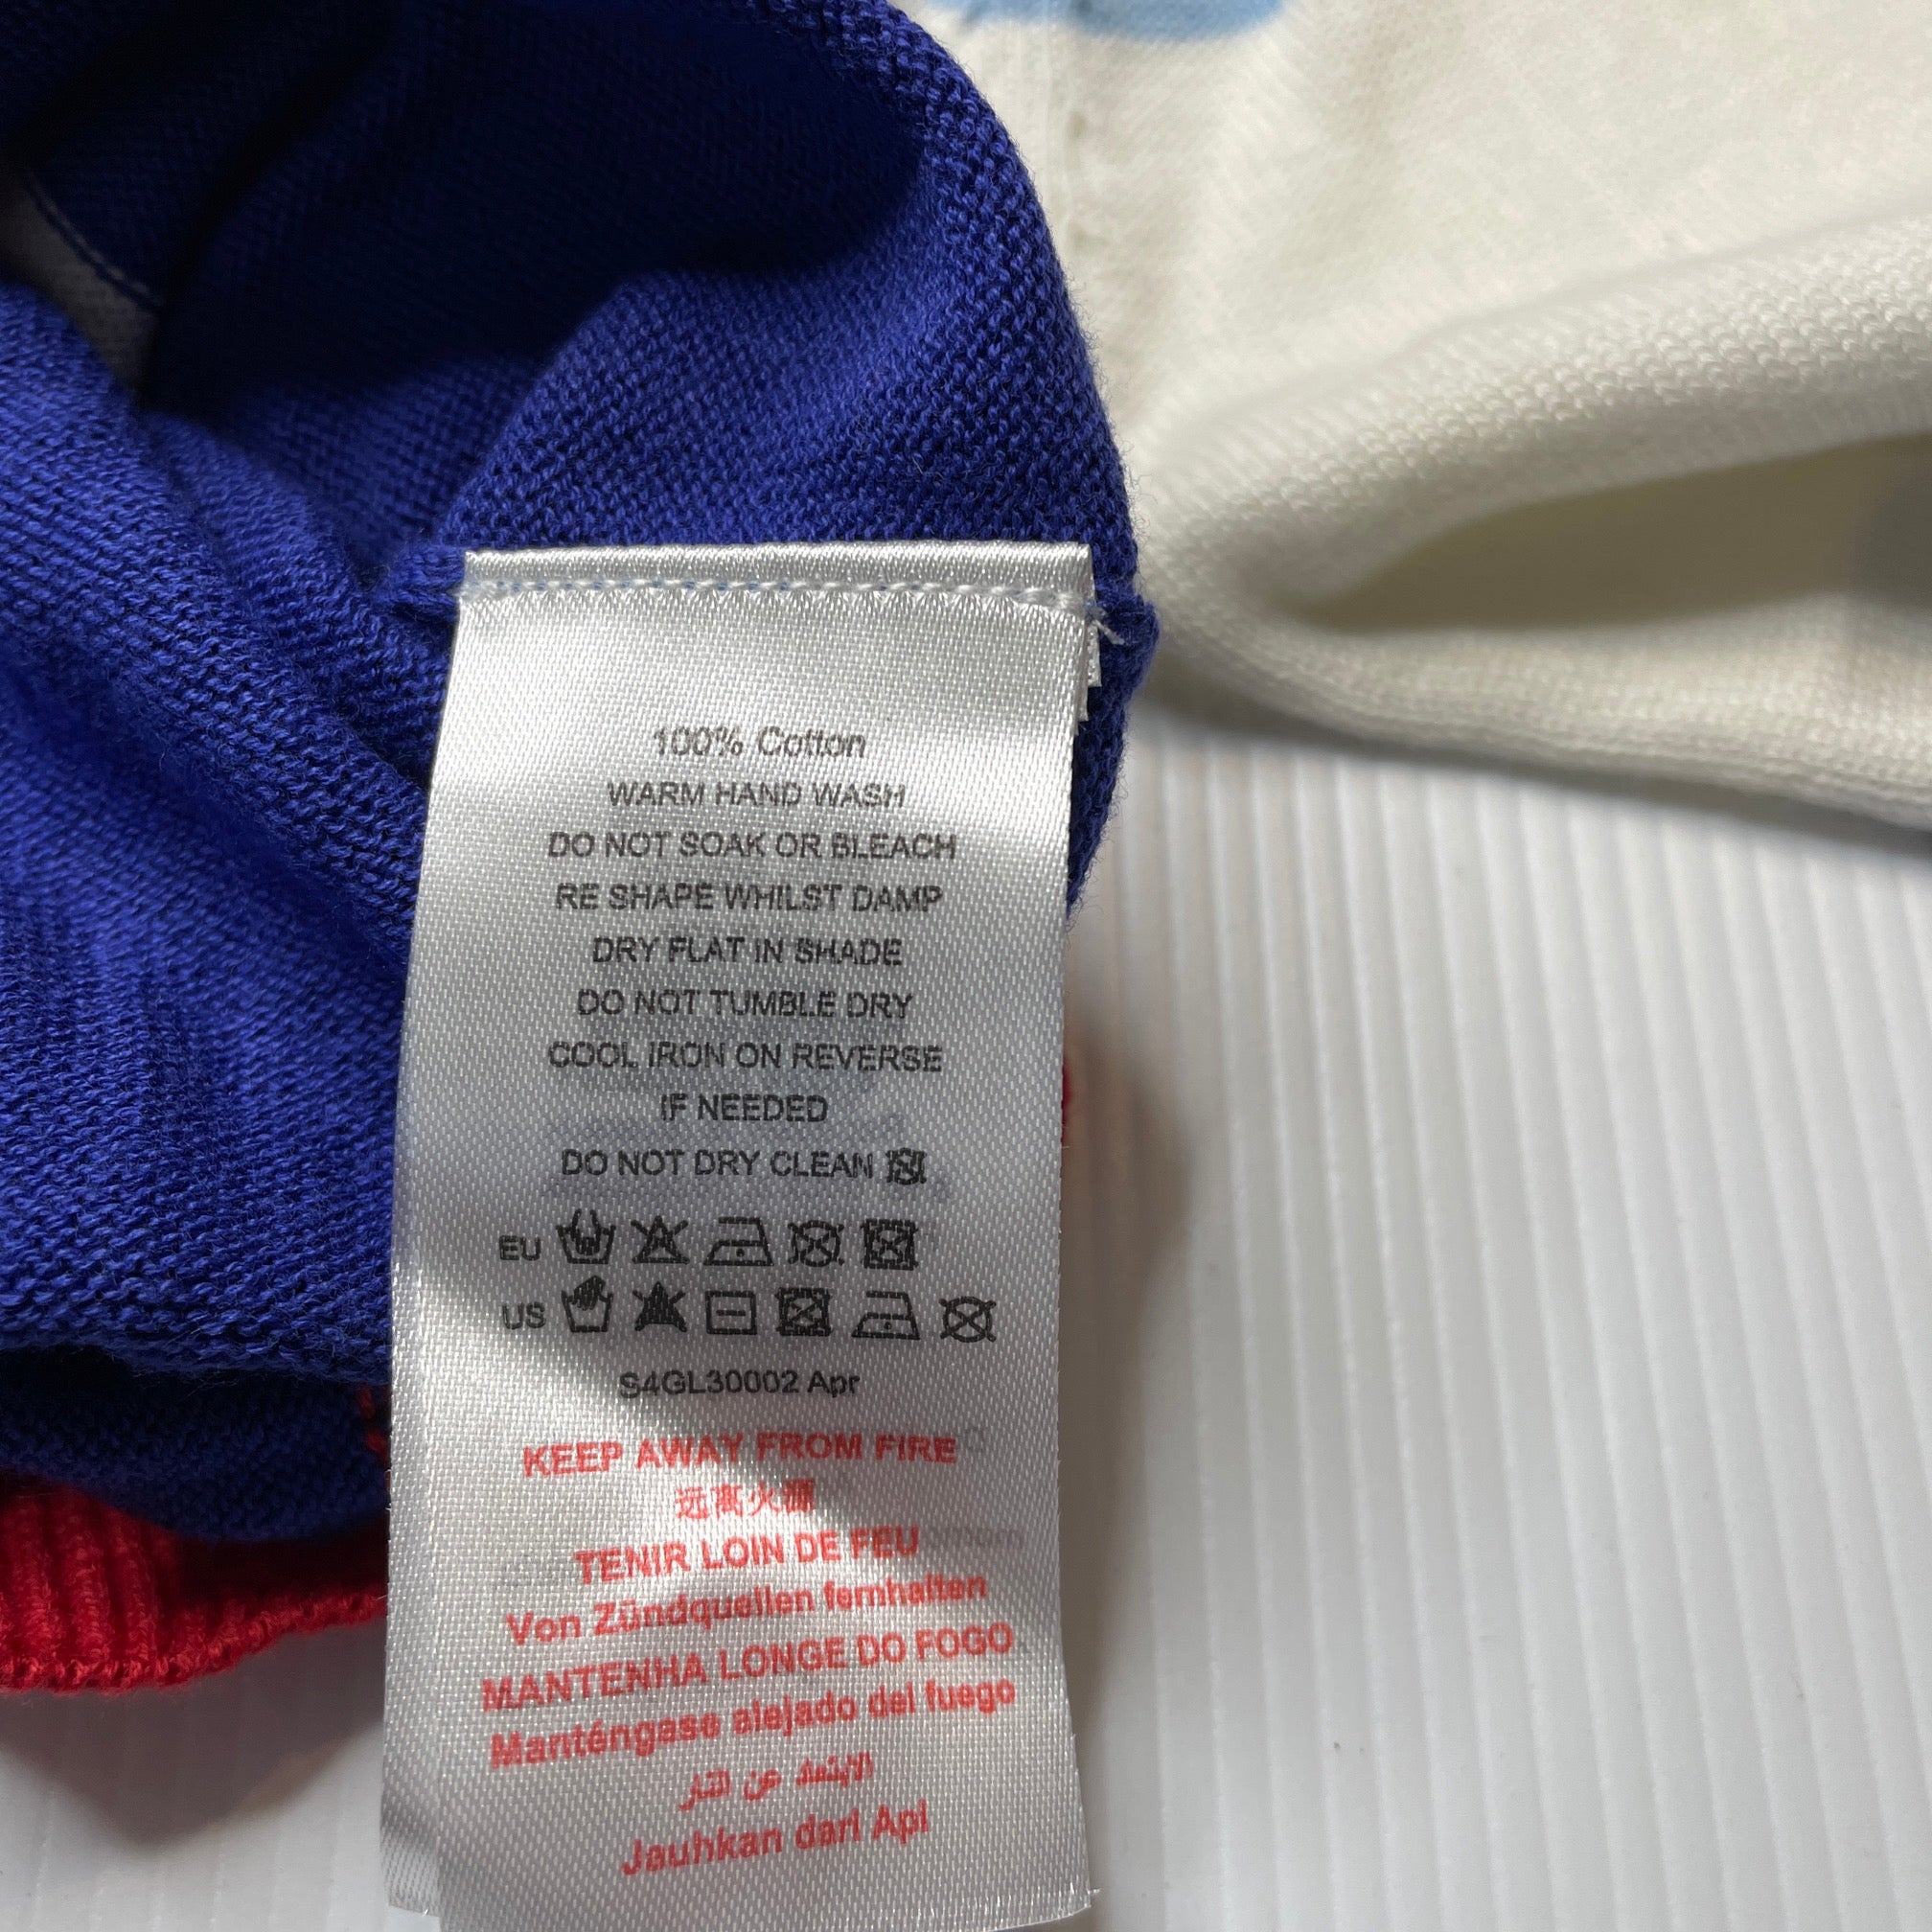 100% Cotton
WARM HAND WASH
DO NOT SOAK OR BLEACH
RE SHAPE WHILST DAMP
DRY FLAT IN SHADE
DO NOT TUMBLE DRY
COOL IRON ON REVERSE
IF NEEDED
DO NOT DRY CLEAN
EU
US
S4GL30002 Apr
KEEP AWAY FROM FIRE
远离火源
TENIR LOIN DE FEU
Von Zündquellen fernhalten
MANTENHA LONGE DO FOGO
Manténgase alejado del fuego
الابتعاد عن النار
Jauhkan dari Api